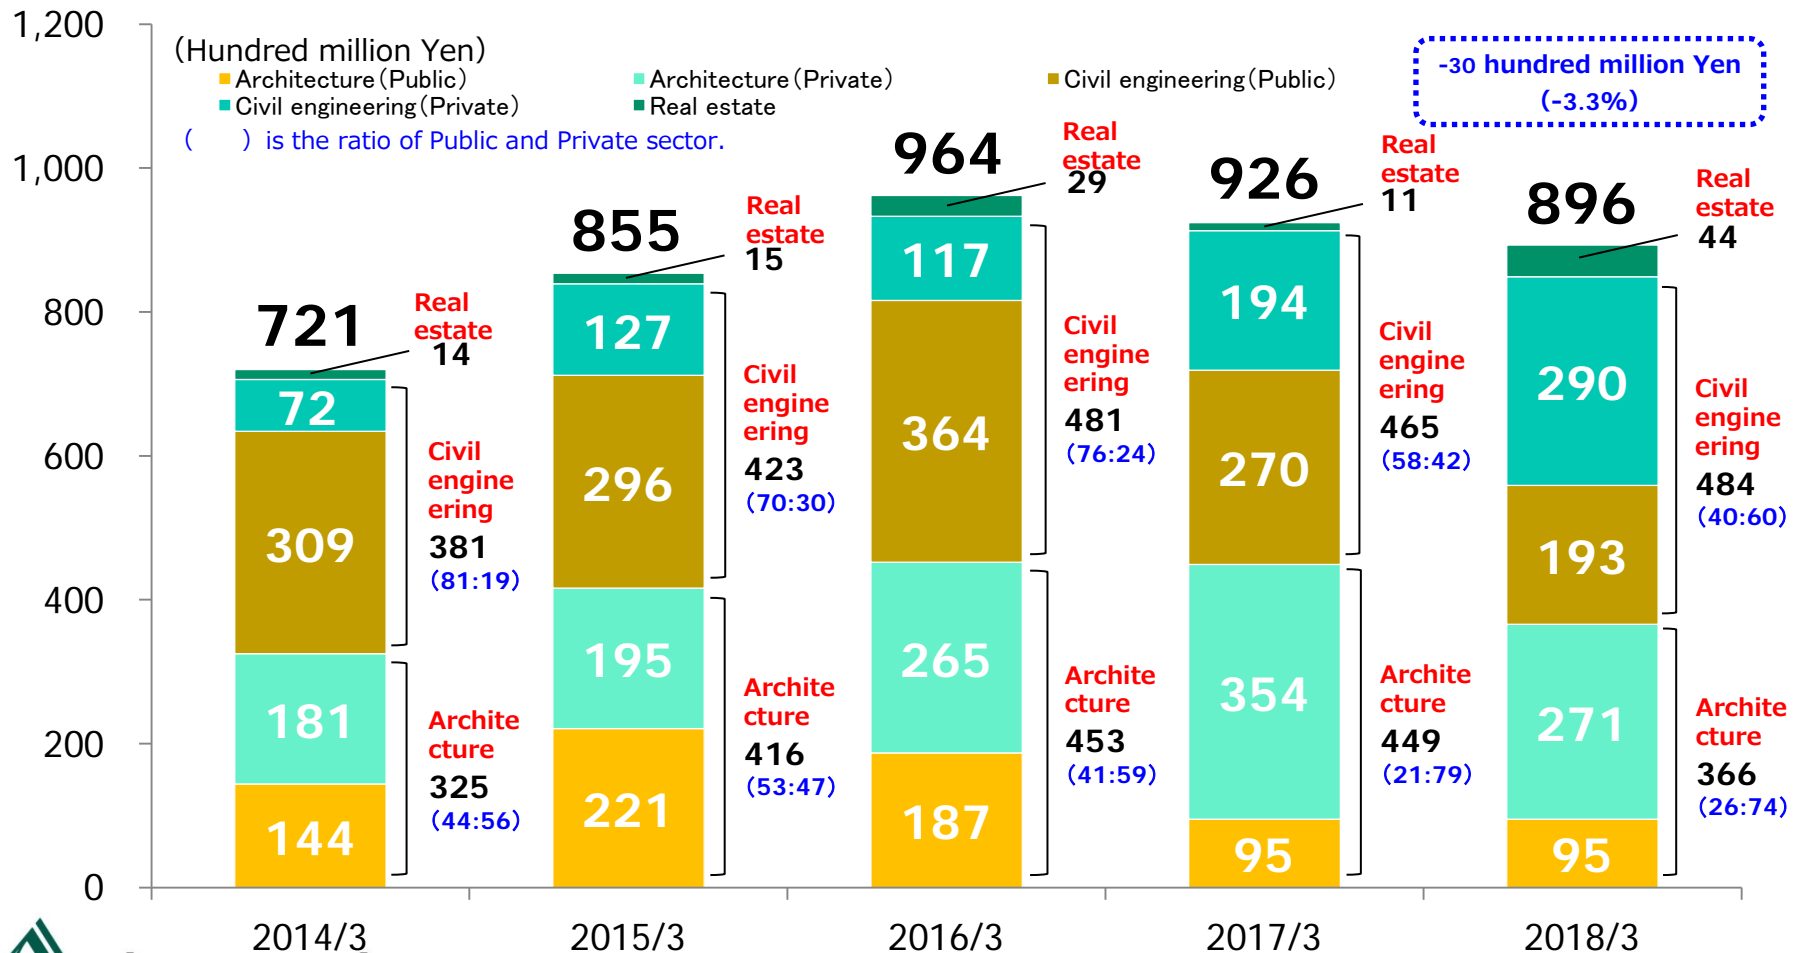 1,200
1,000
800
600
400
200
0
(Hundred million Yen)
Architecture(Public)
Architecture(Private)
Civil engineering(Public)
Civil engineering(Private)
Real estate
(　　) is the ratio of Public and Private sector.
-30 hundred million Yen
(-3.3%)
721
Real
estate
14
72
309
181
144
Civil
engine
ering
381
(81:19)
Archite
cture
325
(44:56)
855
Real
estate
15
127
296
195
221
Civil
engine
ering
423
(70:30)
Archite
cture
416
(53:47)
964
Real
estate
29
117
364
265
187
Civil
engine
ering
481
(76:24)
Archite
cture
453
(41:59)
926
Real
estate
11
194
270
354
95
Civil
engine
ering
465
(58:42)
Archite
cture
449
(21:79)
896
Real
estate
44
290
193
271
95
Civil
engine
ering
484
(40:60)
Archite
cture
366
(26:74)
2014/3
2015/3
2016/3
2017/3
2018/3